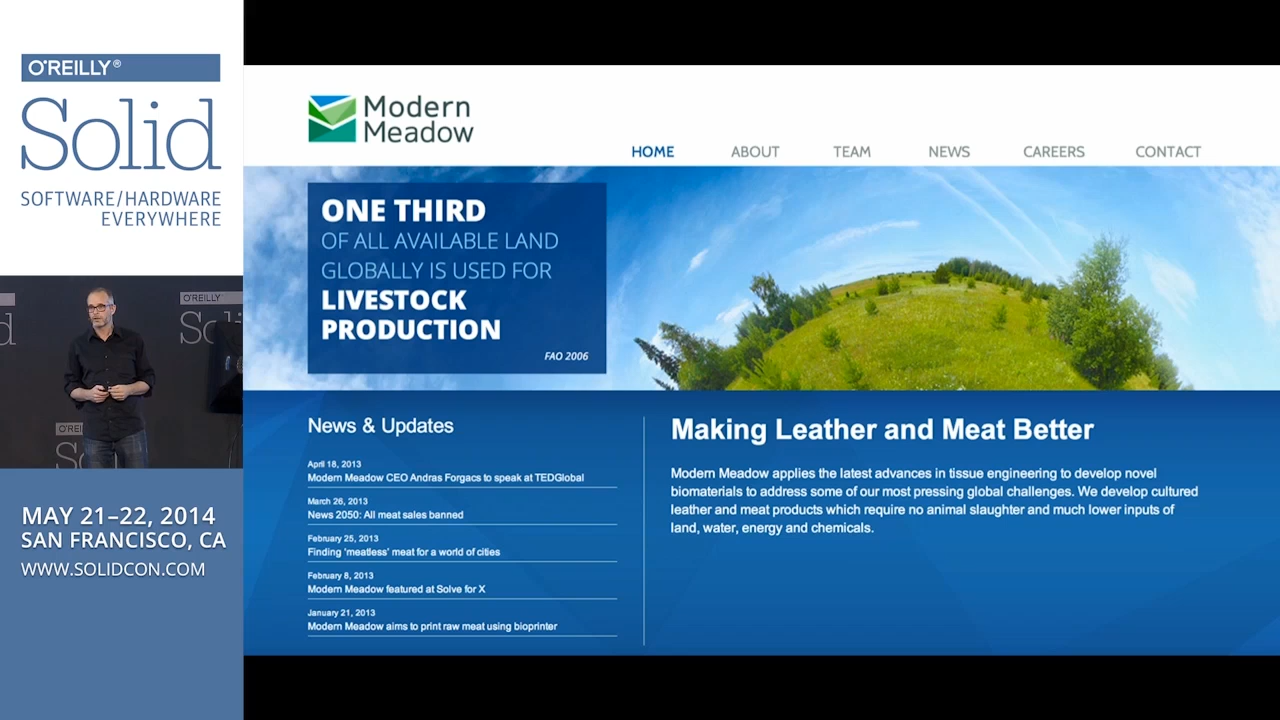 O'REILLY®
Solid
SOFTWARE/HARDWARE
EVERYWHERE
O'REILLY
Sol
d
MAY 21–22, 2014
SAN FRANCISCO, CA
WWW.SOLIDCON.COM
Modern
Meadow
HOME ABOUT TEAM NEWS CAREERS CONTACT
ONE THIRD
OF ALL AVAILABLE LAND
GLOBALLY IS USED FOR
LIVESTOCK
PRODUCTION
FAO 2006
News & Updates
April 18, 2013
Modern Meadow CEO Andras Forgacs to speak at TEDGlobal
March 26, 2013
News 2050: All meat sales banned
February 25, 2013
Finding ‘meatless’ meat for a world of cities
February 8, 2013
Modern Meadow featured at Solve for X
January 21, 2013
Modern Meadow aims to print raw meat using bioprinter
Making Leather and Meat Better
Modern Meadow applies the latest advances in tissue engineering to develop novel
biomaterials to address some of our most pressing global challenges. We develop cultured
leather and meat products which require no animal slaughter and much lower inputs of
land, water, energy and chemicals.